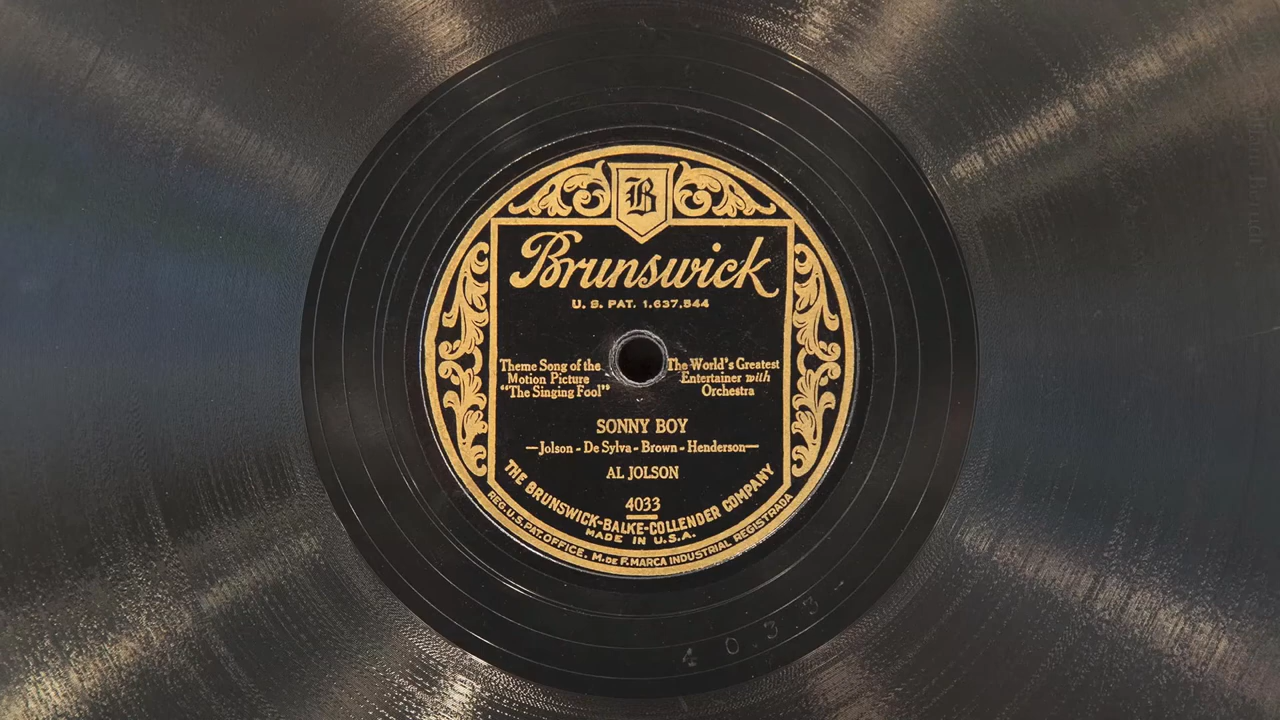 B
Brunswick
U. S. PAT. 1,637,544
Theme Song of the
Motion Picture
"The Singing Fool"
The World's Greatest
Entertainer with
Orchestra
SONNY BOY
—Jolson - De Sylva - Brown - Henderson—
AL JOLSON
4033
THE BRUNSWICK-BALKE-COLLENDER COMPANY
MADE IN U.S.A.
REG. U.S. PAT. OFFICE. M. DE F. MARCA INDUSTRIAL REGISTRADA
4033-